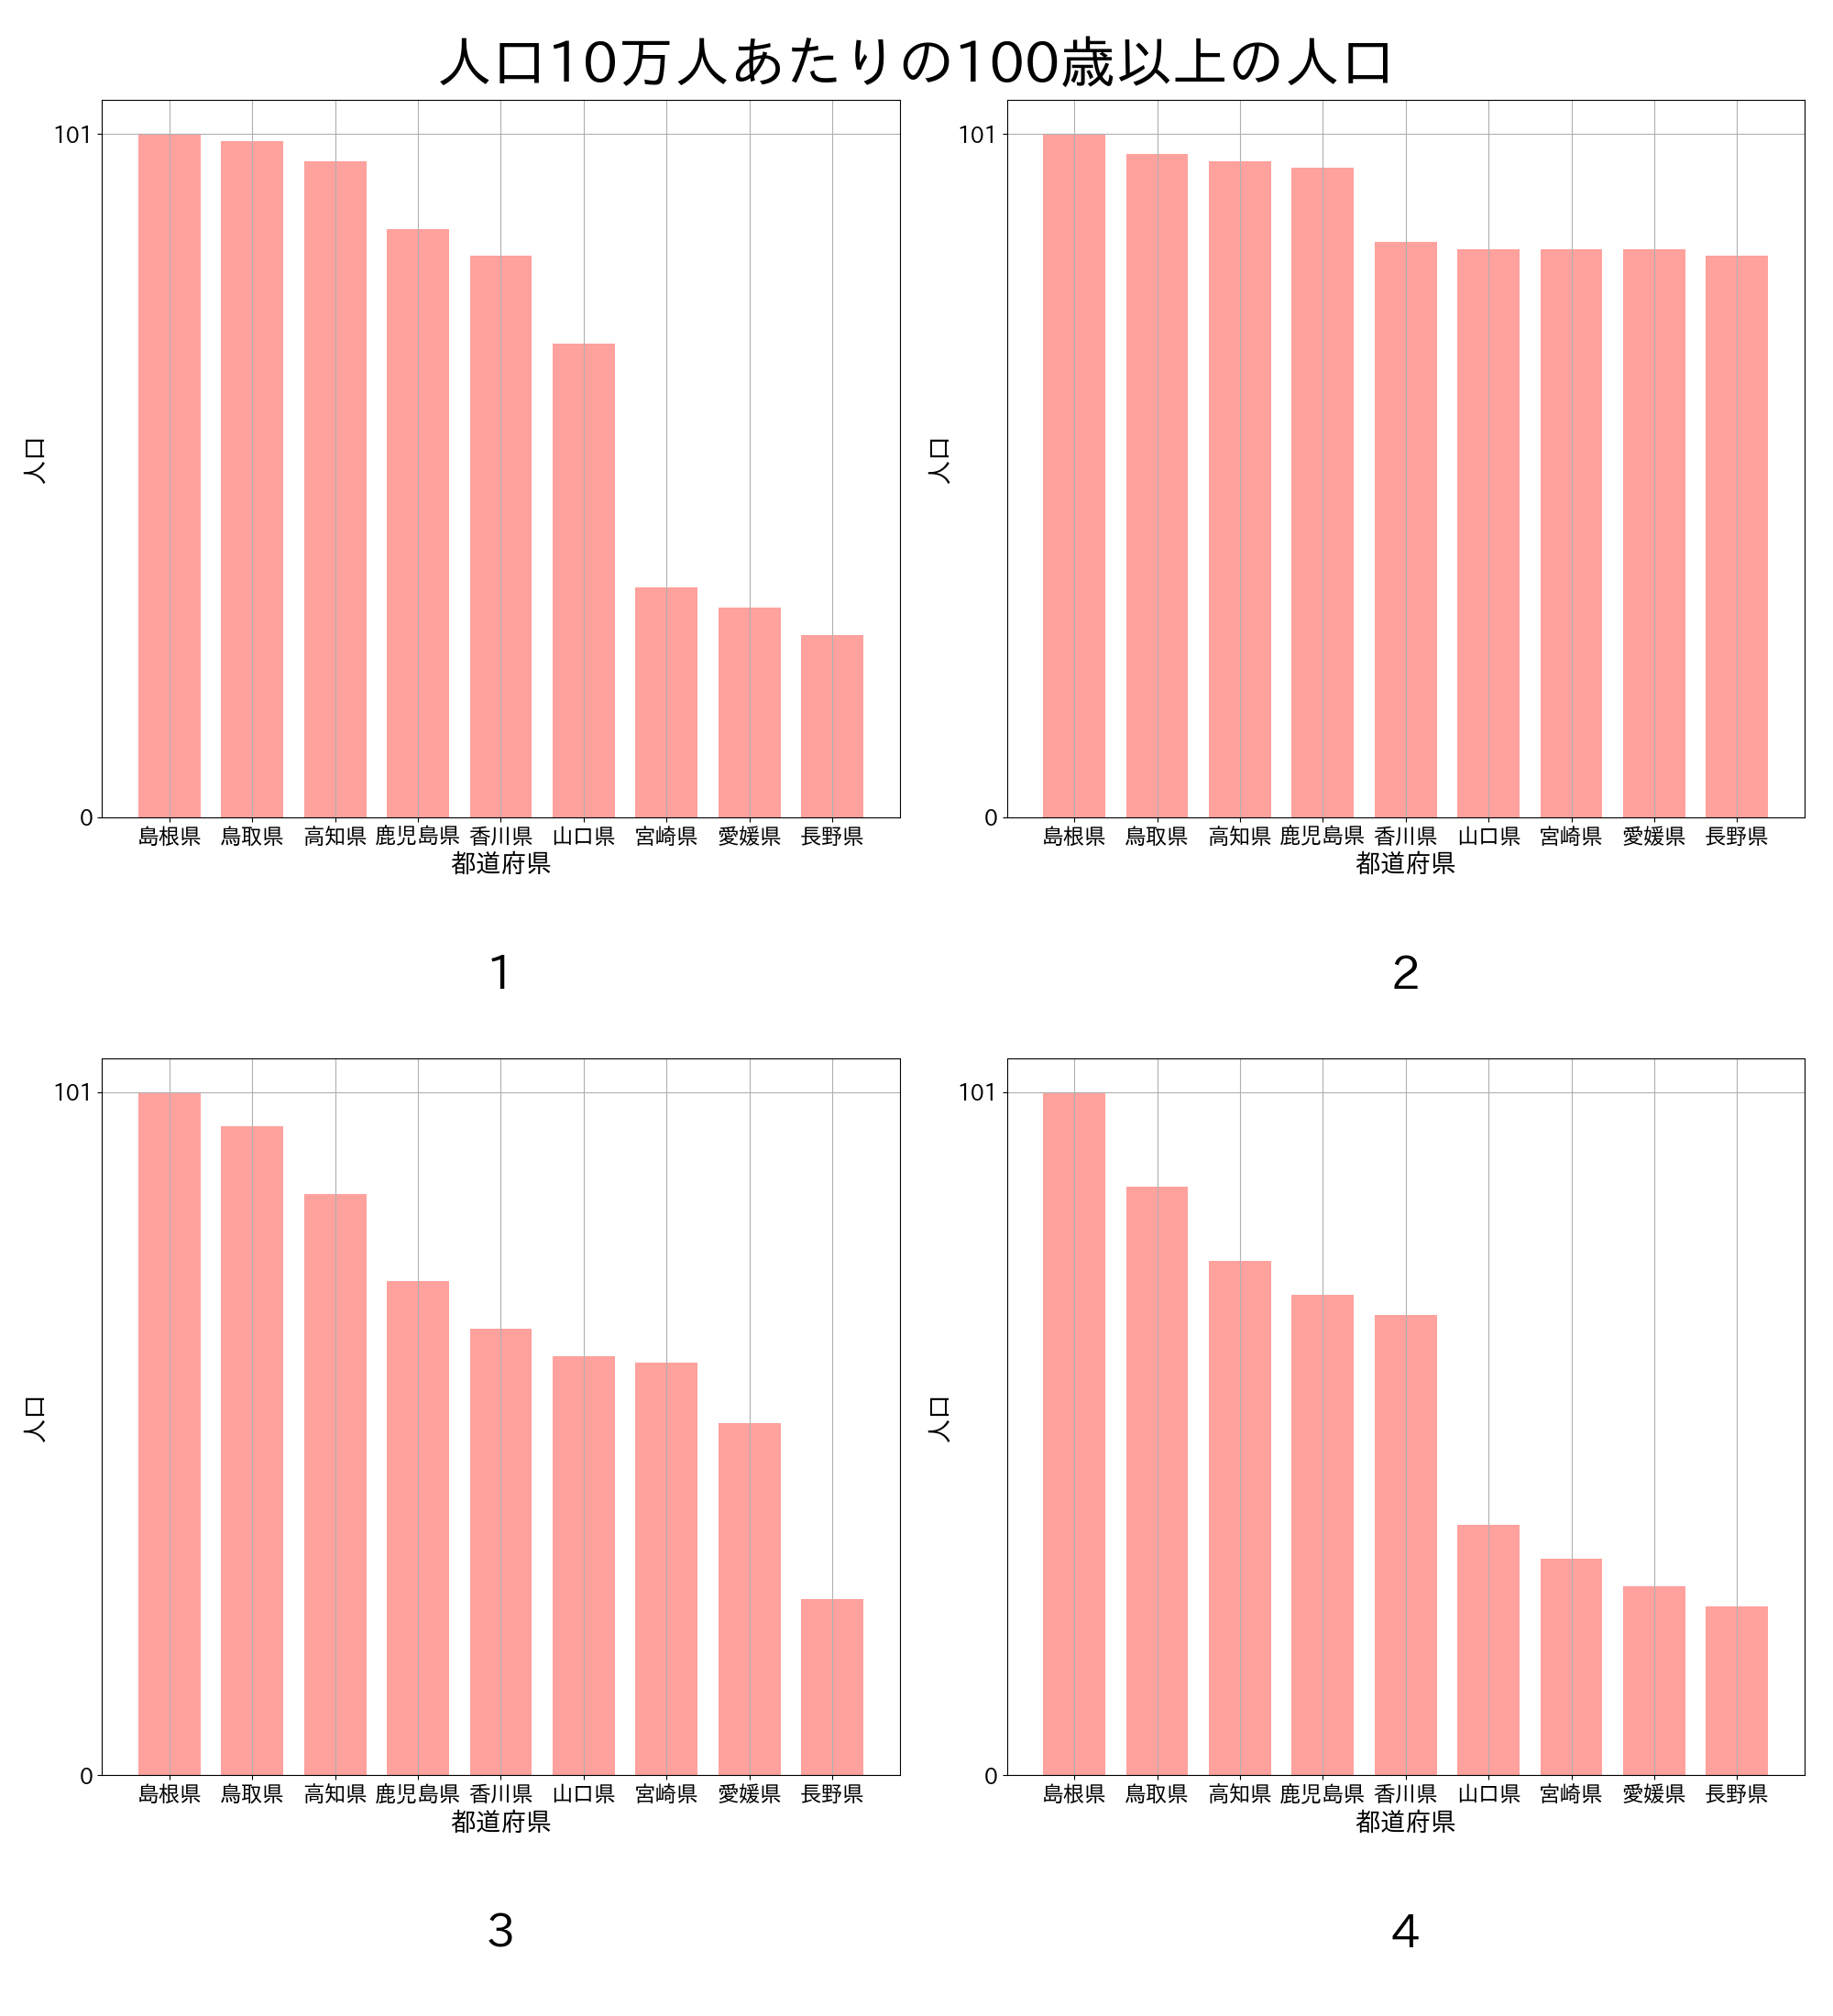 人口10万人あたりの100歳以上の人口
101
0
人口
島根県 鳥取県 高知県 鹿児島県 香川県 山口県 宮崎県 愛媛県 長野県
都道府県
1
101
0
人口
島根県 鳥取県 高知県 鹿児島県 香川県 山口県 宮崎県 愛媛県 長野県
都道府県
2
101
0
人口
島根県 鳥取県 高知県 鹿児島県 香川県 山口県 宮崎県 愛媛県 長野県
都道府県
3
101
0
人口
島根県 鳥取県 高知県 鹿児島県 香川県 山口県 宮崎県 愛媛県 長野県
都道府県
4